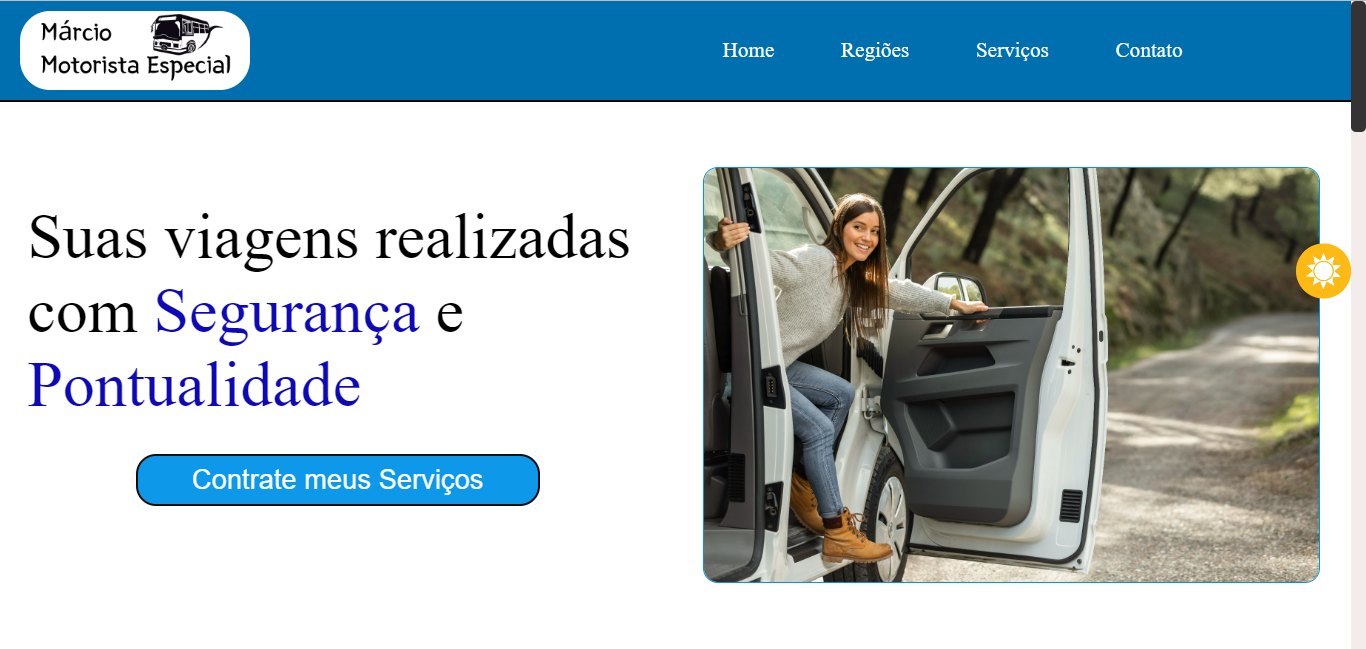 Márcio
Motorista Especial
Home
Regiões
Serviços
Contato
Suas viagens realizadas
com Segurança e
Pontualidade
Contrate meus Serviços